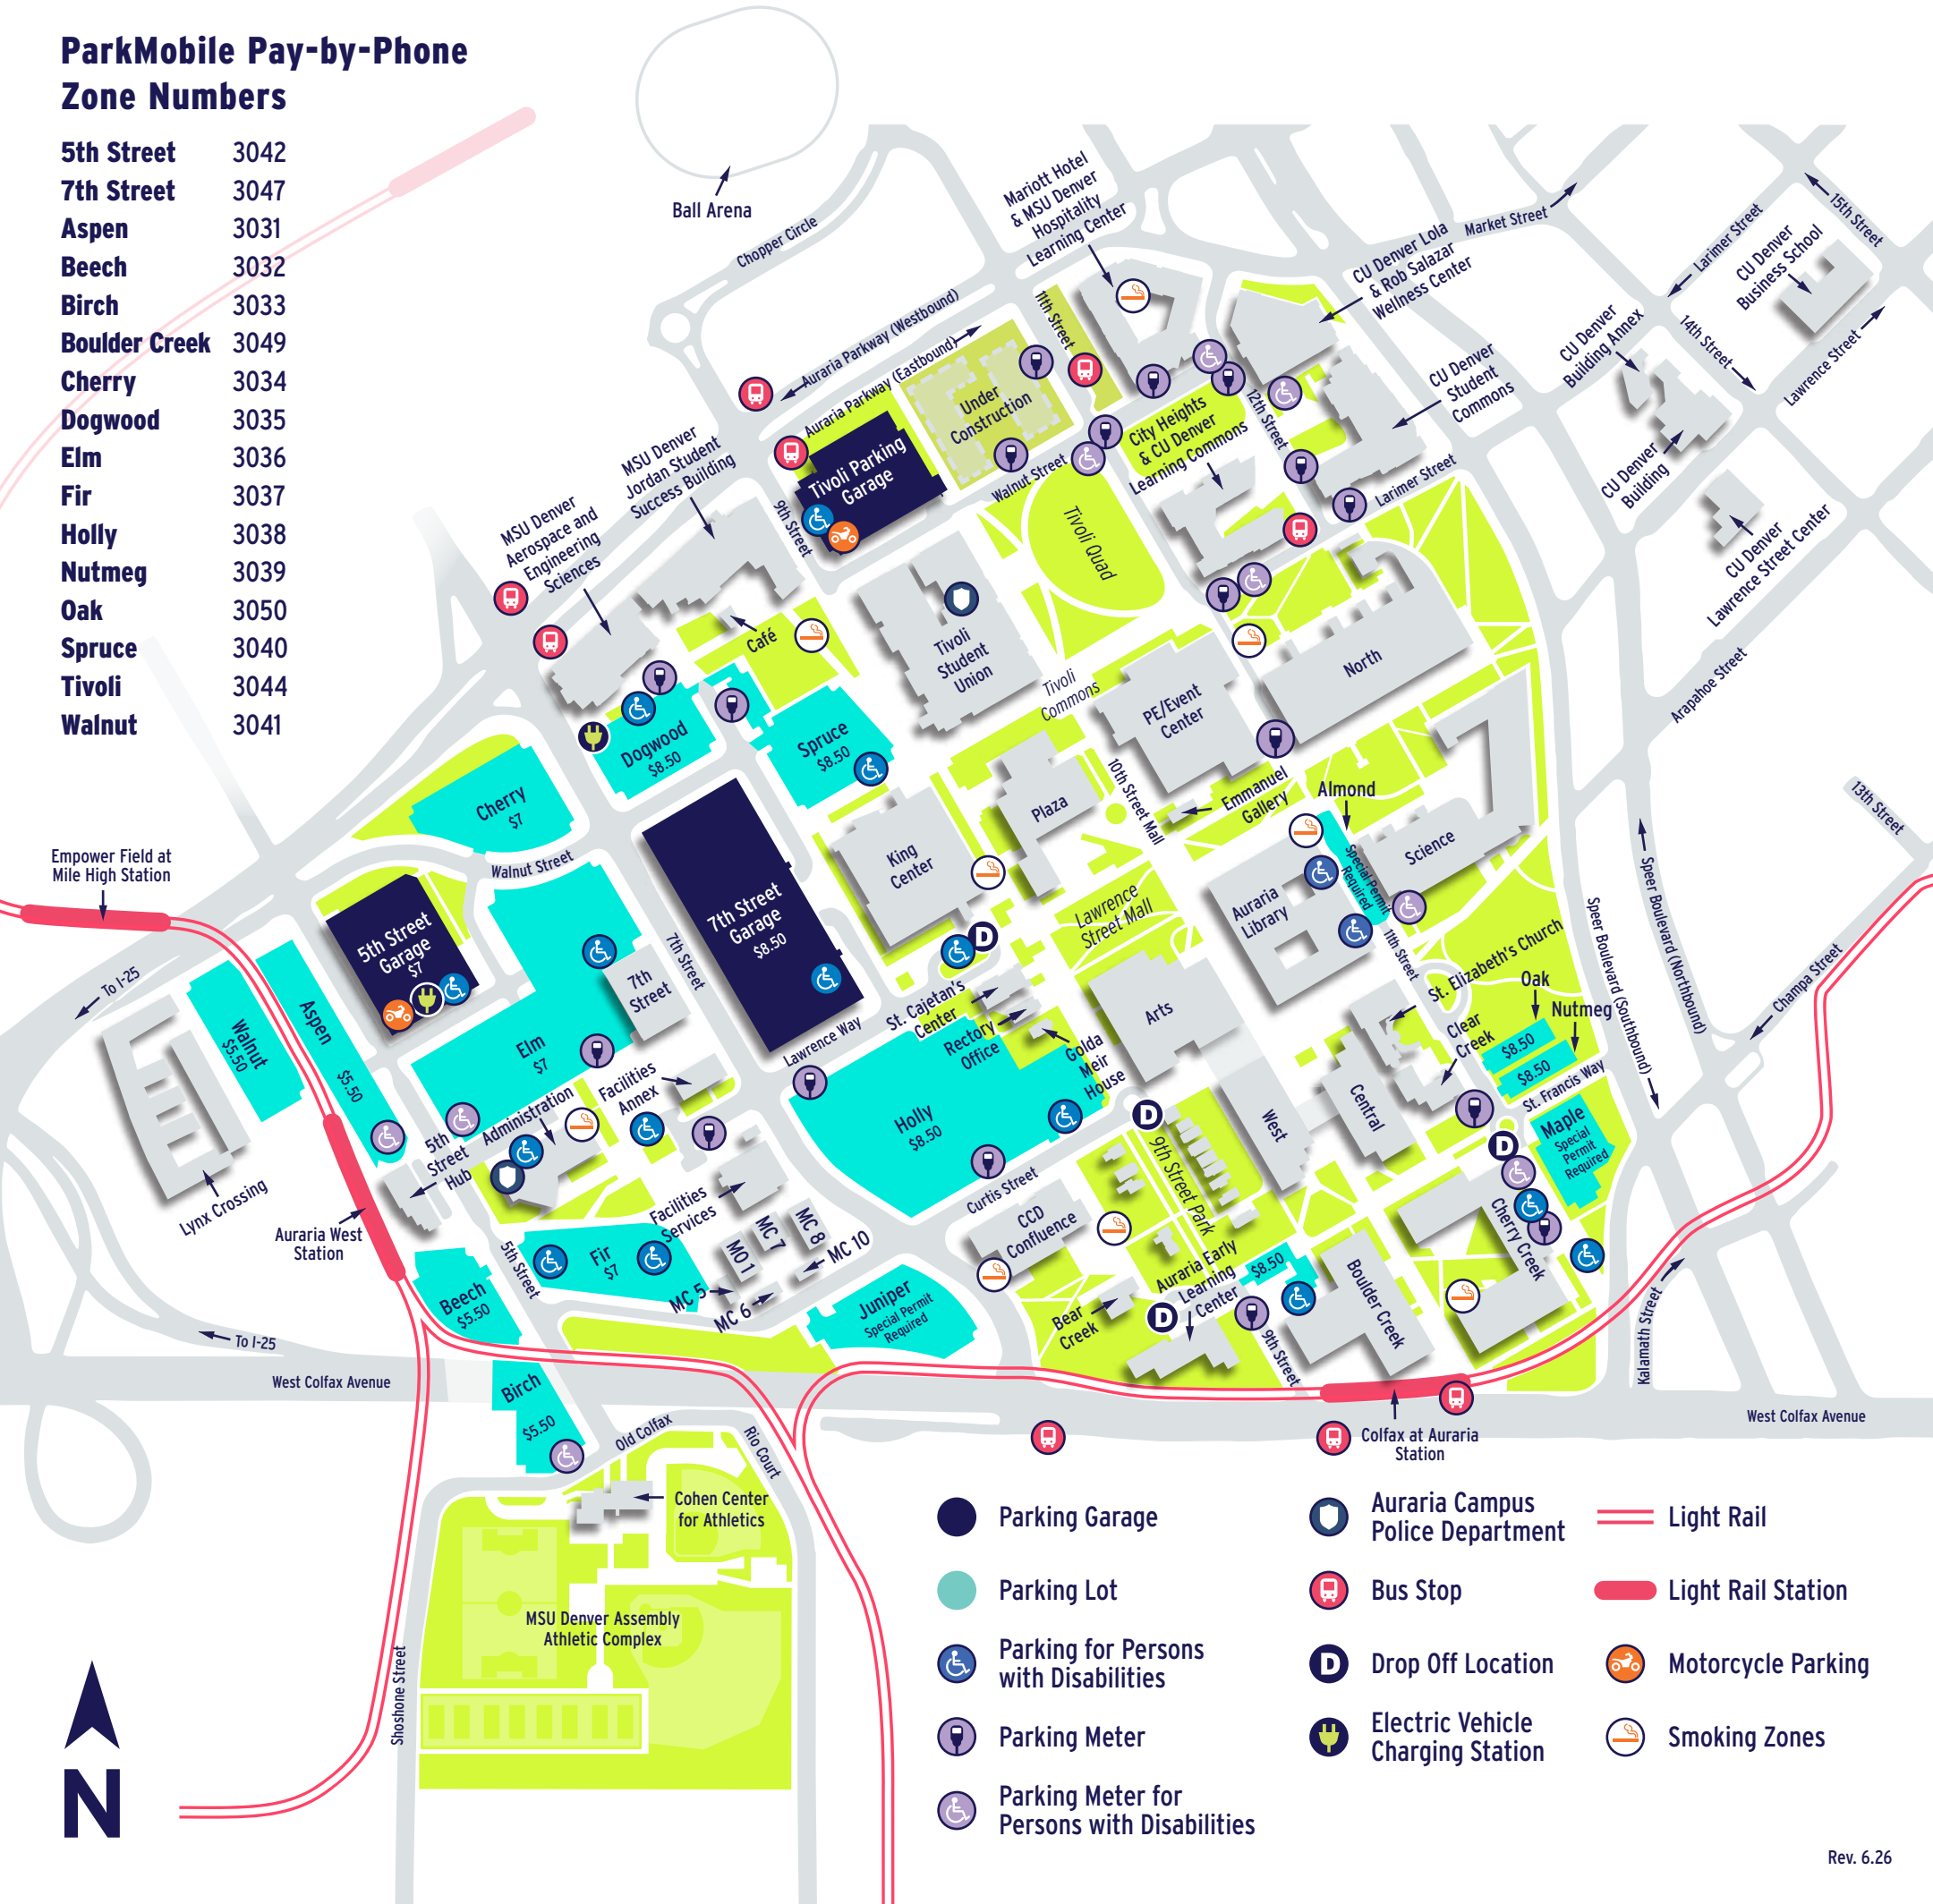 ParkMobile Pay-by-Phone
Zone Numbers
5th Street 3042
7th Street 3047
Aspen 3031
Beech 3032
Birch 3033
Boulder Creek 3049
Cherry 3034
Dogwood 3035
Elm 3036
Fir 3037
Holly 3038
Nutmeg 3039
Oak 3050
Spruce 3040
Tivoli 3044
Walnut 3041
Ball Arena
Chopper Circle
Mariott Hotel
& MSU Denver
Hospitality
Learning Center
11th Street
Auraria Parkway (Westbound)
Auraria Parkway (Eastbound)
Under
Construction
Tivoli Parking
Garage
9th Street
Walnut Street
City Heights
& CU Denver
Learning Commons
12th Street
CU Denver Lola
& Rob Salazar
Wellness Center
Market Street
Larimer Street
15th Street
CU Denver
Business School
14th Street
Lawrence Street
CU Denver
Building Annex
CU Denver
Building
CU Denver
Lawrence Street Center
CU Denver
Student
Commons
Larimer Street
Arapahoe Street
13th Street
Champa Street
Speer Boulevard (Northbound)
Speer Boulevard (Southbound)
MSU Denver
Jordan Student
Success Building
MSU Denver
Aerospace and
Engineering
Sciences
Café
Tivoli Quad
Tivoli
Student
Union
Tivoli
Commons
PE/Event
Center
North
Dogwood
$8.50
Spruce
$8.50
Cherry
$7
Walnut Street
Plaza
10th Street Mall
Emmanuel
Gallery
Almond
Special Permit
Required
Science
Auraria
Library
King
Center
Lawrence
Street Mall
7th Street
Garage
$8.50
7th Street
7th
Street
5th Street
Garage
$7
Empower Field at
Mile High Station
To I-25
Walnut
$5.50
Aspen
$5.50
Elm
$7
Lynx Crossing
Auraria West
Station
5th
Street
Hub
Administration
Facilities
Annex
Facilities
Services
Lawrence Way
St. Cajetan's
Center
Rectory
Office
Golda
Meir
House
Arts
Holly
$8.50
Curtis Street
11th Street
St. Elizabeth's Church
Oak
Nutmeg
$8.50
$8.50
St. Francis Way
Clear
Creek
Central
West
Maple
Special
Permit
Required
Cherry Creek
9th Street Park
CCD
Confluence
Auraria Early
Learning
Center
$8.50
Boulder Creek
Bear
Creek
9th Street
5th Street
Fir
$7
MO1
MC 7
MC 8
MC 10
MC 5
MC 6
Juniper
Special Permit
Required
Beech
$5.50
To I-25
West Colfax Avenue
Birch
$5.50
Old Colfax
Rio Court
Kalamath Street
West Colfax Avenue
Colfax at Auraria
Station
Cohen Center
for Athletics
MSU Denver Assembly
Athletic Complex
Shoshone Street
N
Parking Garage
Parking Lot
Parking for Persons
with Disabilities
Parking Meter
Parking Meter for
Persons with Disabilities
Auraria Campus
Police Department
Bus Stop
D Drop Off Location
Electric Vehicle
Charging Station
Light Rail
Light Rail Station
Motorcycle Parking
Smoking Zones
D
D
D
D
Rev. 6.26